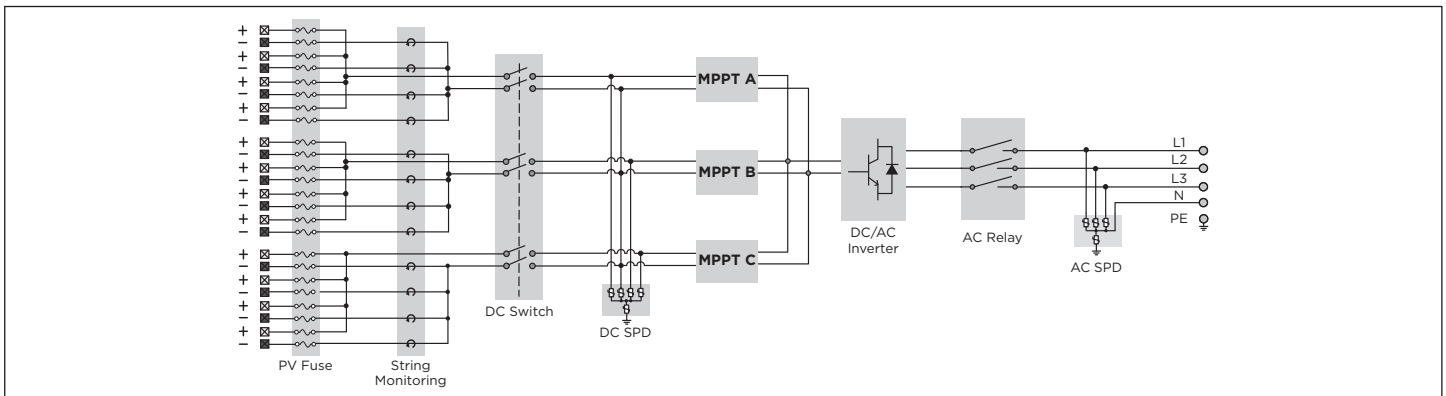 +
−
+
−
+
−
+
−
+
−
+
−
+
−
+
−
+
−
+
−
+
−
+
−
PV Fuse
String
Monitoring
DC Switch
DC SPD
MPPT A
MPPT B
MPPT C
DC/AC
Inverter
AC Relay
AC SPD
L1
L2
L3
N
PE